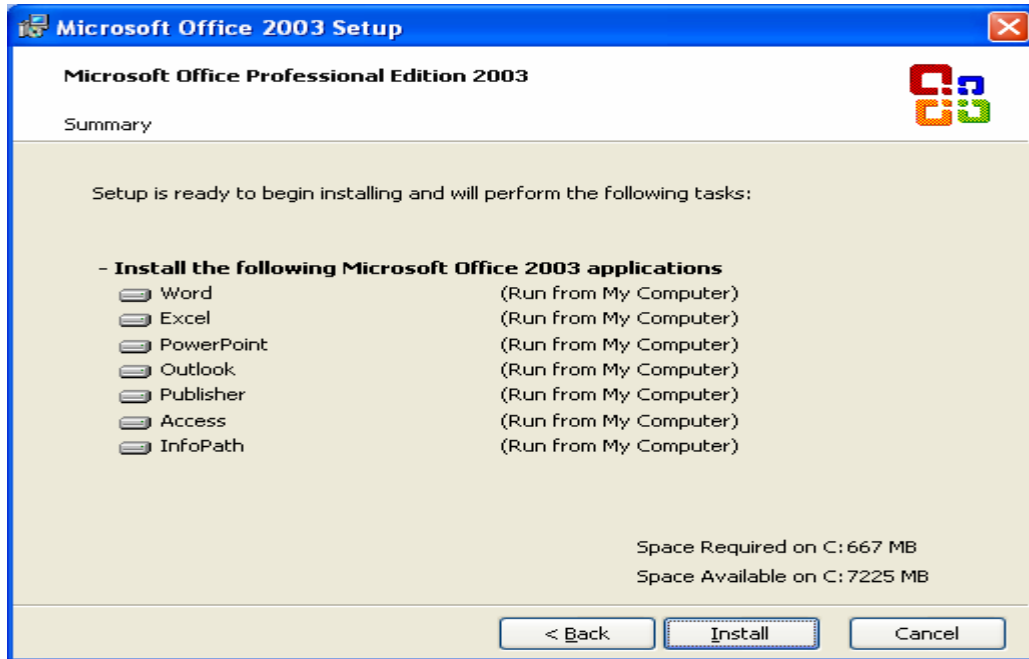 Microsoft Office 2003 Setup
Microsoft Office Professional Edition 2003
Summary
Setup is ready to begin installing and will perform the following tasks:
- Install the following Microsoft Office 2003 applications
Word (Run from My Computer)
Excel (Run from My Computer)
PowerPoint (Run from My Computer)
Outlook (Run from My Computer)
Publisher (Run from My Computer)
Access (Run from My Computer)
InfoPath (Run from My Computer)
Space Required on C: 667 MB
Space Available on C: 7225 MB
< Back Install Cancel